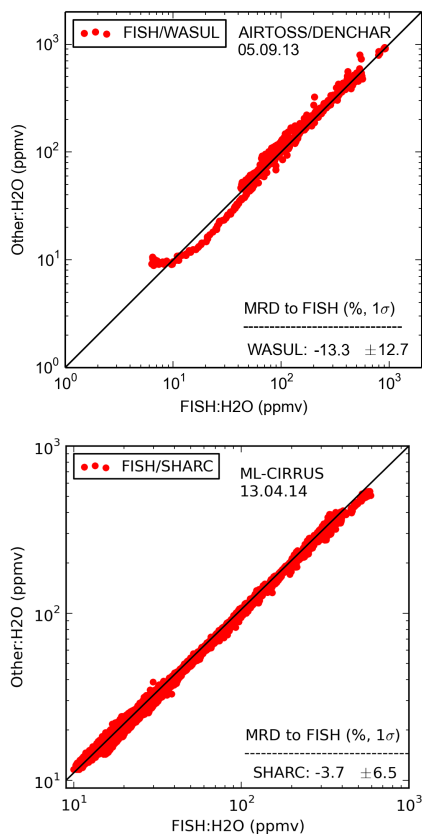 10³
FISH/WASUL
AIRTOSS/DENCHAR
05.09.13
10²
Other:H2O (ppmv)
10¹
MRD to FISH (%, 1σ)
WASUL: -13.3 ±12.7
10⁰
10⁰ 10¹ 10² 10³
FISH:H2O (ppmv)
10³
FISH/SHARC
ML-CIRRUS
13.04.14
Other:H2O (ppmv)
10²
MRD to FISH (%, 1σ)
SHARC: -3.7 ±6.5
10¹
10¹ 10² 10³
FISH:H2O (ppmv)